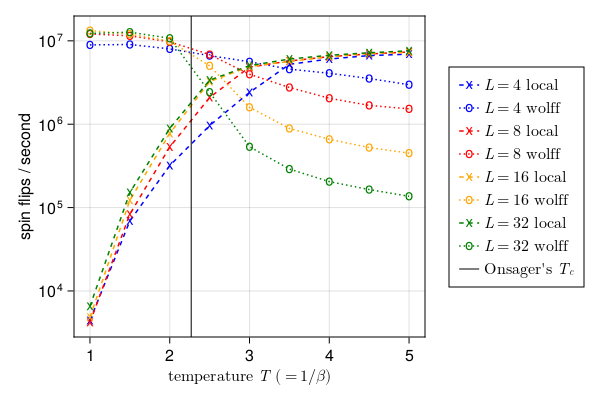 10⁷
10⁶
10⁵
10⁴
spin flips / second
1 2 3 4 5
temperature T (= 1/β)
L = 4 local
L = 4 wolff
L = 8 local
L = 8 wolff
L = 16 local
L = 16 wolff
L = 32 local
L = 32 wolff
Onsager's T_c